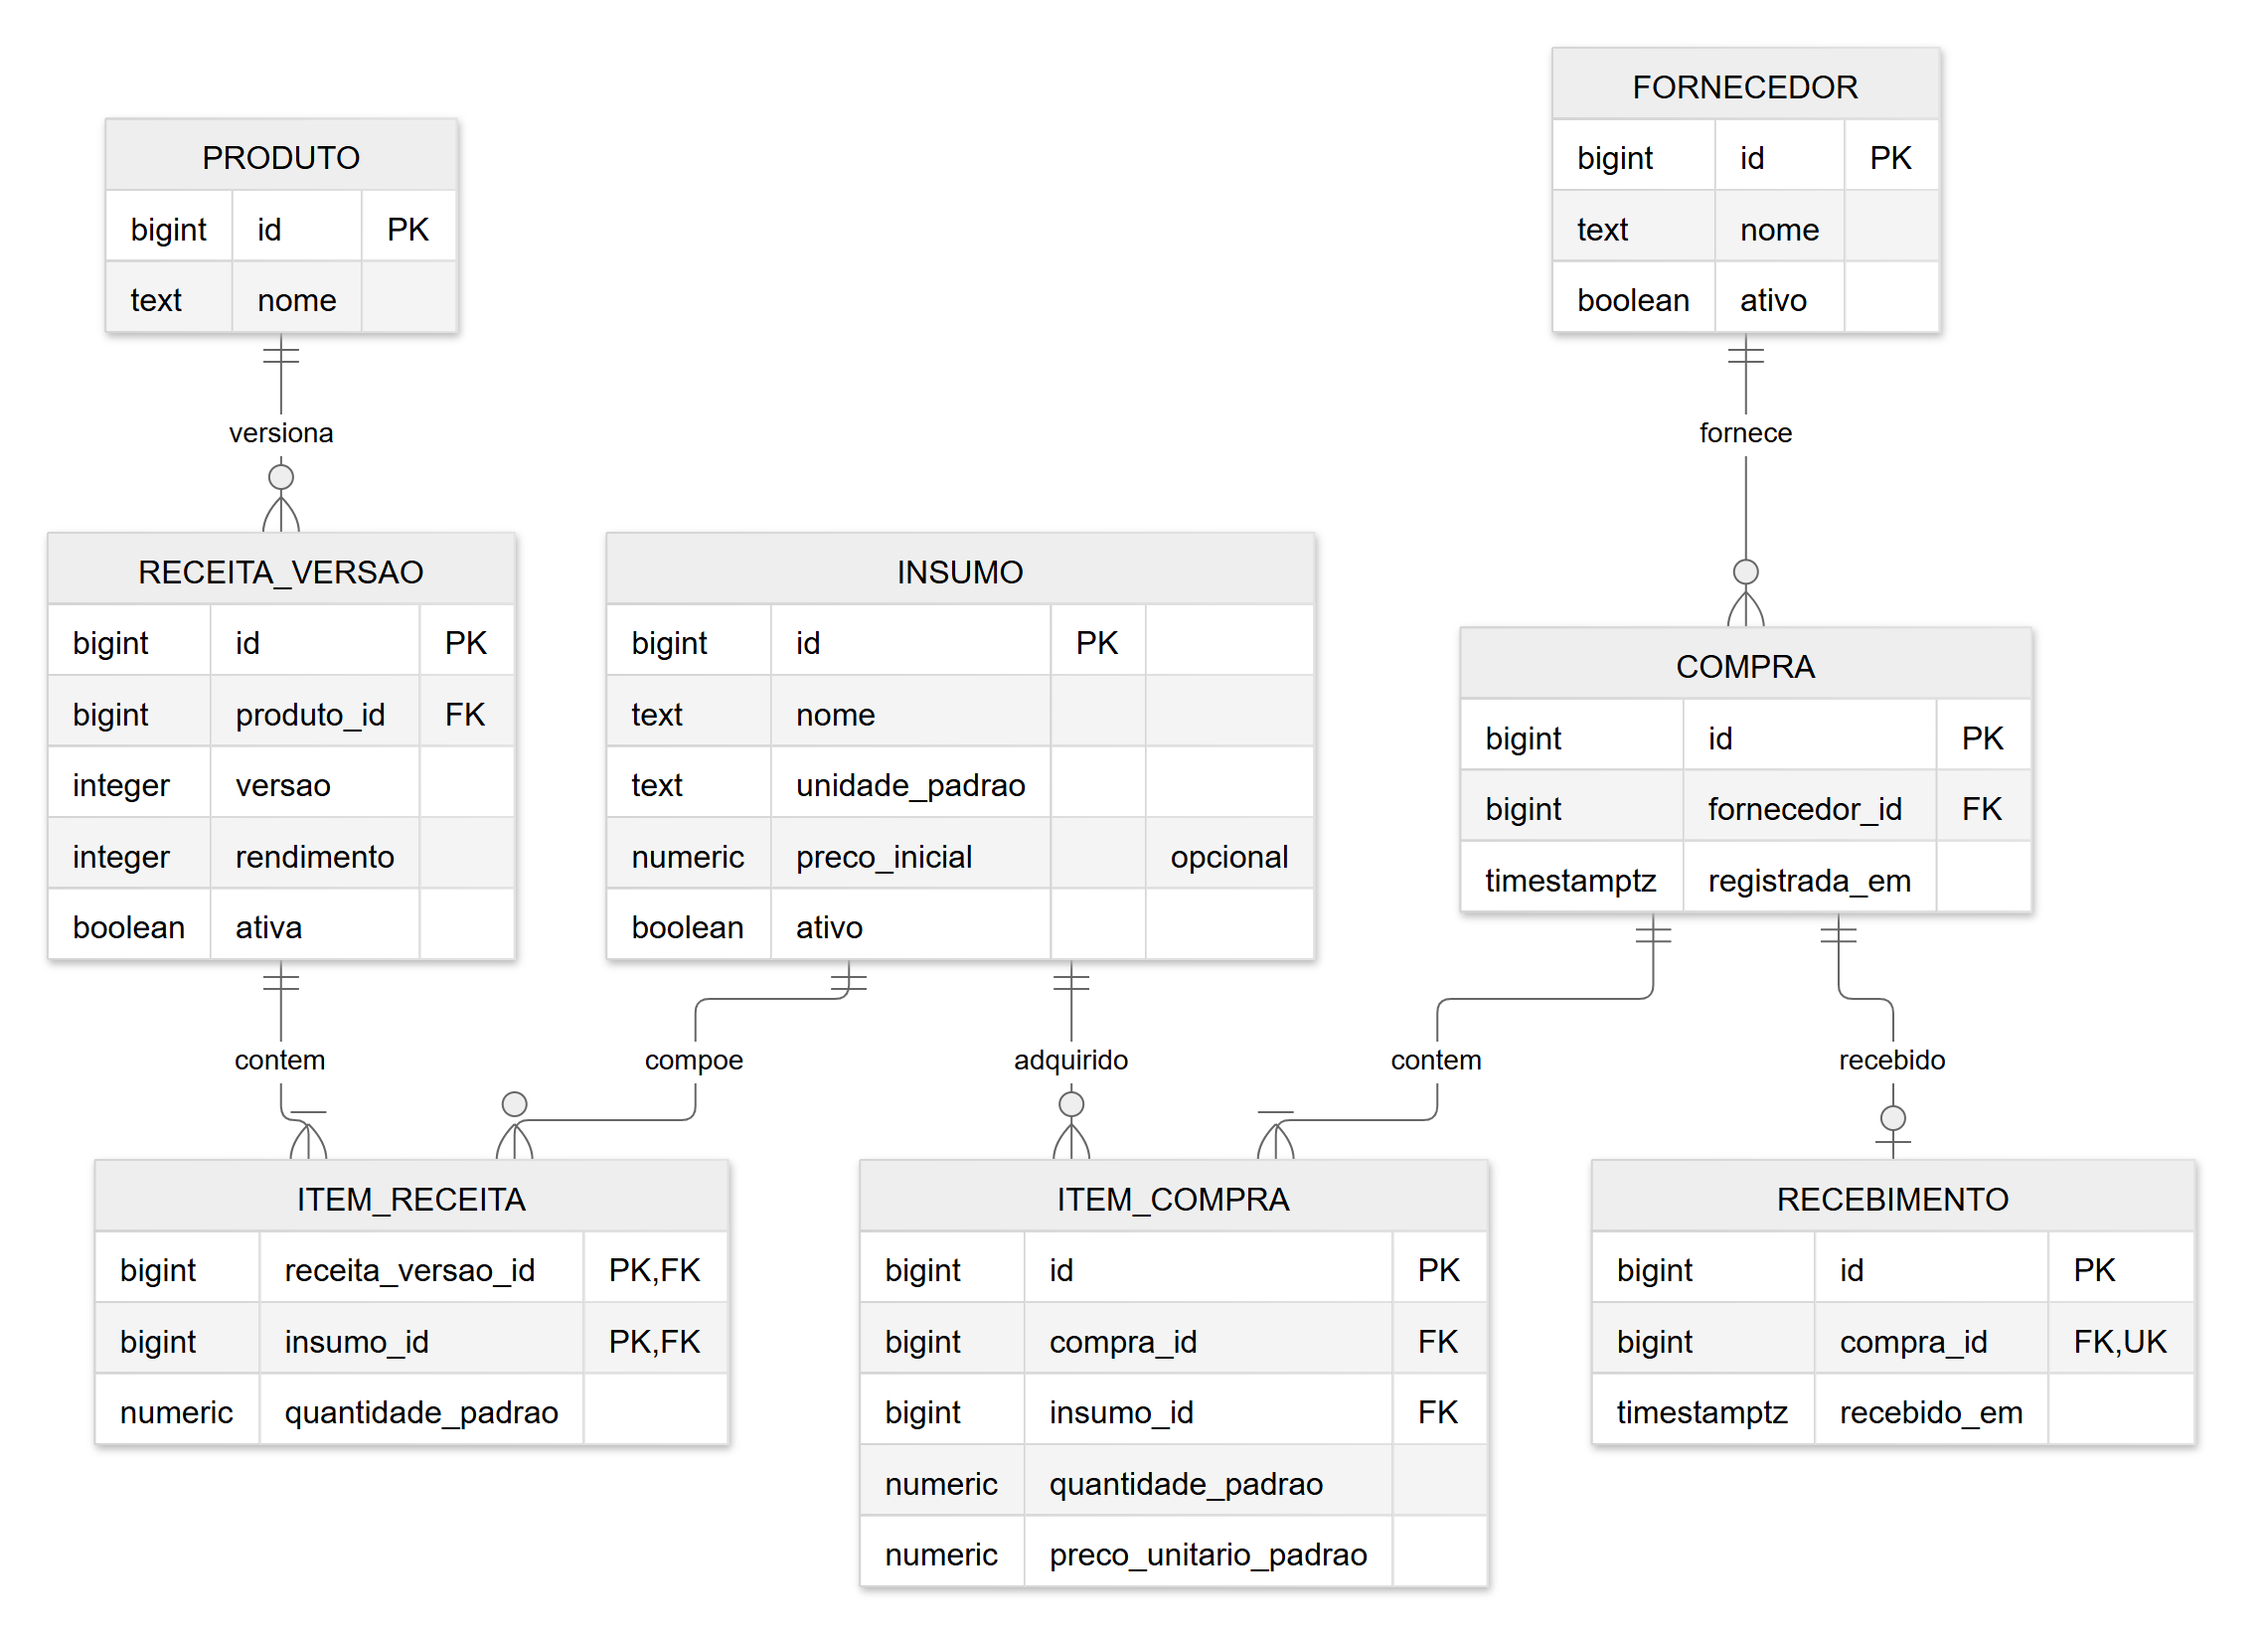 PRODUTO
bigint id PK
text nome
versiona
FORNECEDOR
bigint id PK
text nome
boolean ativo
fornece
RECEITA_VERSAO
bigint id PK
bigint produto_id FK
integer versao
integer rendimento
boolean ativa
INSUMO
bigint id PK
text nome
text unidade_padrao
numeric preco_inicial opcional
boolean ativo
COMPRA
bigint id PK
bigint fornecedor_id FK
timestamptz registrada_em
contem
compoe
adquirido
contem
recebido
ITEM_RECEITA
bigint receita_versao_id PK,FK
bigint insumo_id PK,FK
numeric quantidade_padrao
ITEM_COMPRA
bigint id PK
bigint compra_id FK
bigint insumo_id FK
numeric quantidade_padrao
numeric preco_unitario_padrao
RECEBIMENTO
bigint id PK
bigint compra_id FK,UK
timestamptz recebido_em